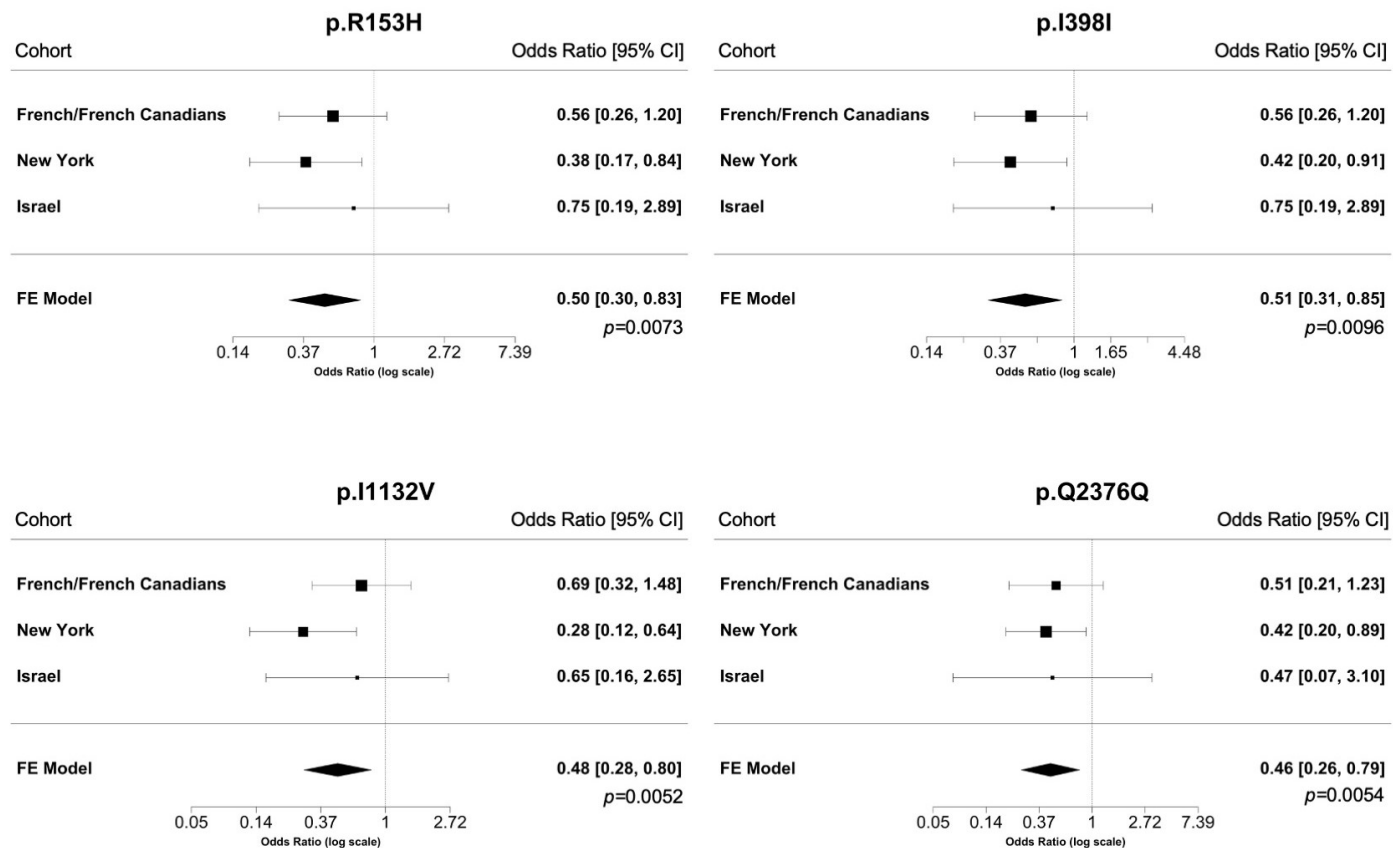 p.R153H
Cohort Odds Ratio [95% CI]
French/French Canadians 0.56 [0.26, 1.20]
New York 0.38 [0.17, 0.84]
Israel 0.75 [0.19, 2.89]
FE Model 0.50 [0.30, 0.83]
p=0.0073
0.14 0.37 1 2.72 7.39
Odds Ratio (log scale)
p.I398I
Cohort Odds Ratio [95% CI]
French/French Canadians 0.56 [0.26, 1.20]
New York 0.42 [0.20, 0.91]
Israel 0.75 [0.19, 2.89]
FE Model 0.51 [0.31, 0.85]
p=0.0096
0.14 0.37 1 1.65 4.48
Odds Ratio (log scale)
p.I1132V
Cohort Odds Ratio [95% CI]
French/French Canadians 0.69 [0.32, 1.48]
New York 0.28 [0.12, 0.64]
Israel 0.65 [0.16, 2.65]
FE Model 0.48 [0.28, 0.80]
p=0.0052
0.05 0.14 0.37 1 2.72
Odds Ratio (log scale)
p.Q2376Q
Cohort Odds Ratio [95% CI]
French/French Canadians 0.51 [0.21, 1.23]
New York 0.42 [0.20, 0.89]
Israel 0.47 [0.07, 3.10]
FE Model 0.46 [0.26, 0.79]
p=0.0054
0.05 0.14 0.37 1 2.72 7.39
Odds Ratio (log scale)